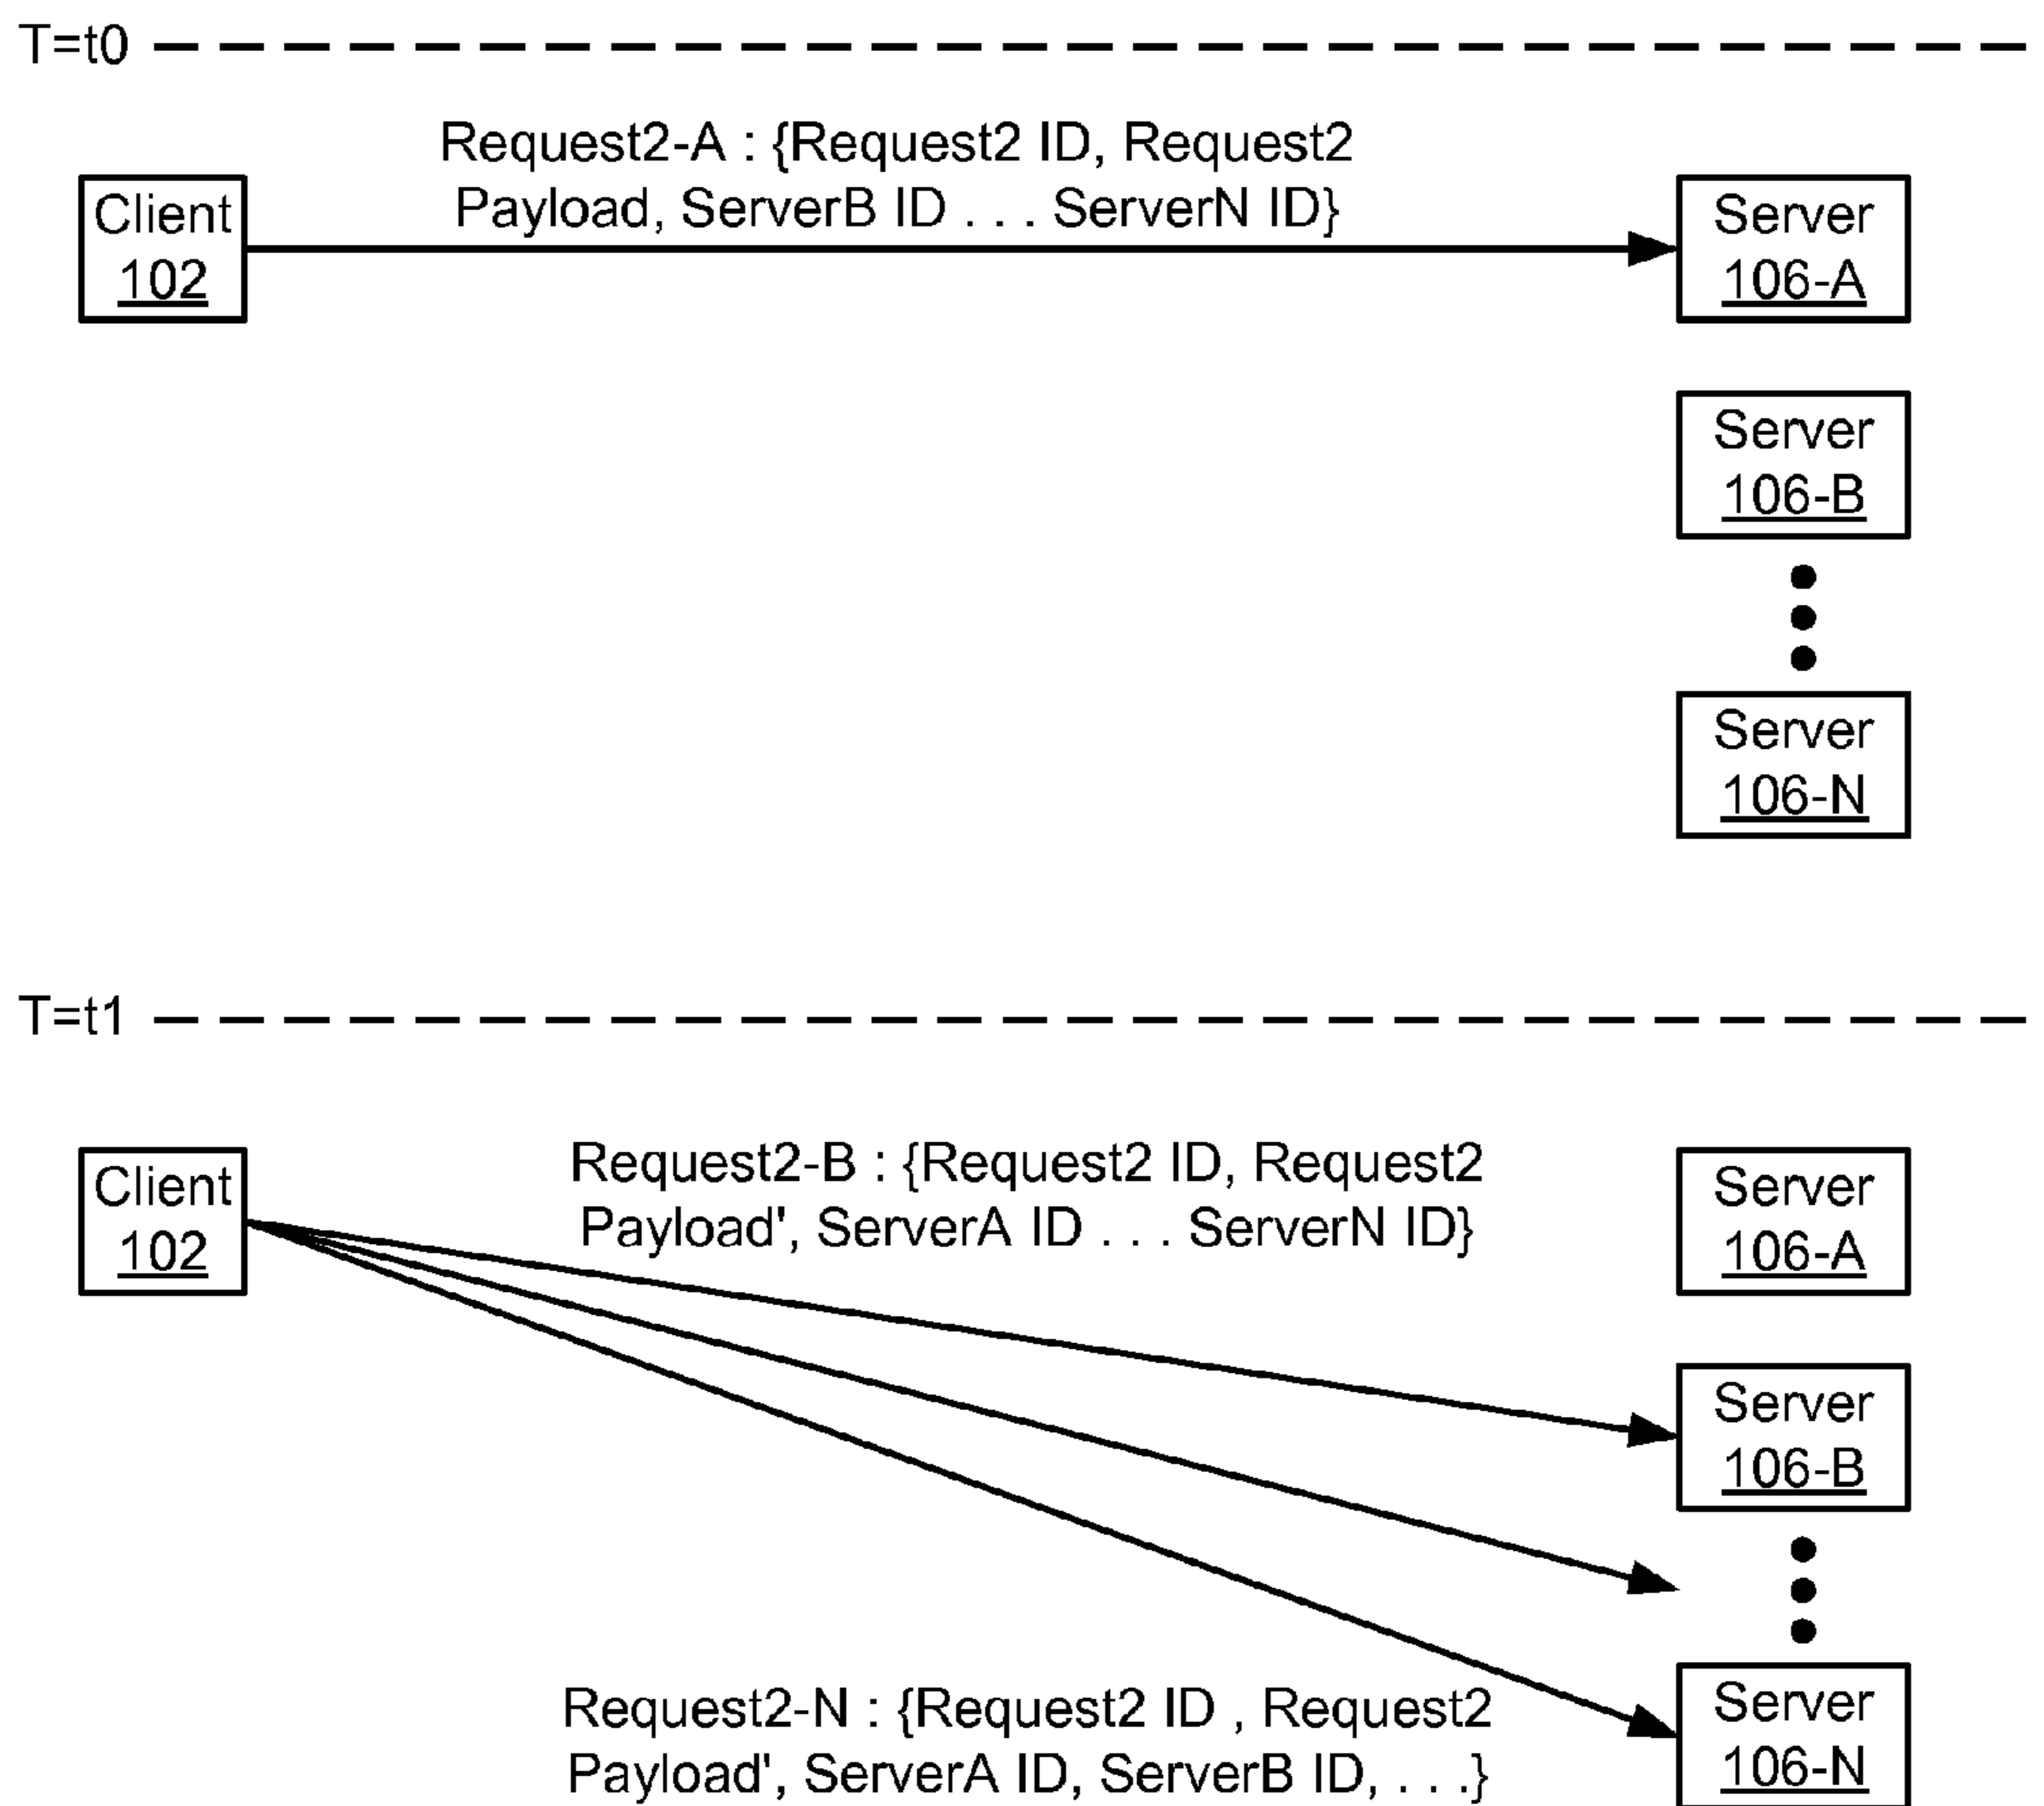 T=t0
Request2-A : {Request2 ID, Request2
Payload, ServerB ID . . . ServerN ID}
Client
102
Server
106-A
Server
106-B
Server
106-N
T=t1
Request2-B : {Request2 ID, Request2
Payload', ServerA ID . . . ServerN ID}
Client
102
Server
106-A
Server
106-B
Server
106-N
Request2-N : {Request2 ID , Request2
Payload', ServerA ID, ServerB ID, . . .}